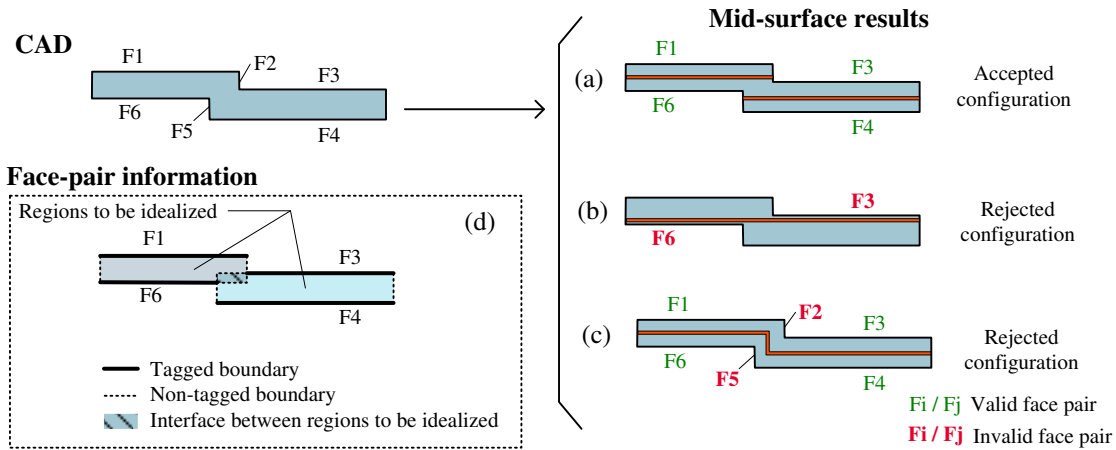 CAD
F1
F2
F3
F6
F5
F4
Face-pair information
Regions to be idealized
(d)
F1
F3
F6
F4
Tagged boundary
Non-tagged boundary
Interface between regions to be idealized
Mid-surface results
F1
(a)
F3
Accepted
configuration
F6
F4
(b)
F3
Rejected
configuration
F6
F1
F2
(c)
F3
Rejected
configuration
F6
F5
F4
Fi / Fj Valid face pair
Fi / Fj Invalid face pair